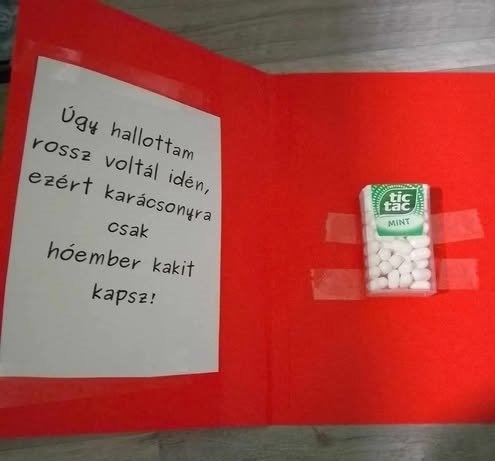 Úgy hallottam
rossz voltál idén,
ezért karácsonyra
csak
hóember kakit
kapsz!
tic
tac
MINT